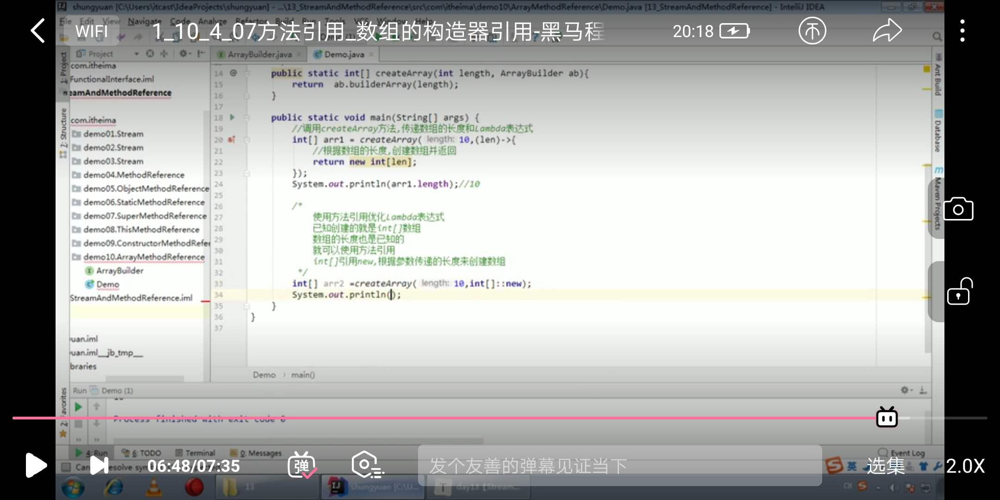 shungyuan [C:\Users\itcast\IdeaProjects\shungyuan] - ...\13_StreamAndMethodReference\src\com\itheima\demo10\ArrayMethodReference\Demo.java [13_StreamAndMethodReference] - IntelliJ IDEA
File Edit View Navigate Code Analyze Refactor Build Run Tools VCS Window Help
WIFI 1_10_4_07方法引用_数组的构造器引用-黑马程 20:18
Project
ArrayBuilder.java
Demo.java
1: Project
Z: Structure
2: Favorites
com.itheima
FunctionalInterface.iml
eamAndMethodReference
com.itheima
demo01.Stream
demo02.Stream
demo03.Stream
demo04.MethodReference
demo05.ObjectMethodReference
demo06.StaticMethodReference
demo07.SuperMethodReference
demo08.ThisMethodReference
demo09.ConstructorMethodRefer
demo10.ArrayMethodReference
ArrayBuilder
Demo
StreamAndMethodReference.iml
uan.iml
uan.iml__jb_tmp__
braries
14 public static int[] createArray(int length, ArrayBuilder ab){
15 return ab.builderArray(length);
16 }
17
18 public static void main(String[] args) {
19 //调用createArray方法,传递数组的长度和Lambda表达式
20 int[] arr1 = createArray( length: 10,(len)->{
21 //根据数组的长度,创建数组并返回
22 return new int[len];
23 });
24 System.out.println(arr1.length);//10
25
26 /*
27 使用方法引用优化Lambda表达式
28 已知创建的就是int[]数组
29 数组的长度也是已知的
30 就可以使用方法引用
31 int[]引用new,根据参数传递的长度来创建数组
32 */
33 int[] arr2 =createArray( length: 10,int[]::new);
34 System.out.println();
35 }
36 }
37
Ant Build
Database
Maven Projects
Demo › main()
Run Demo (1)
10
Process finished with exit code 0
4: Run 6: TODO Terminal 0: Messages Event Log
06:48/07:35
弹
发个友善的弹幕见证当下
英
选集
2.0X
13
shungyuan [C:\U...
day13 [Stream...
CH